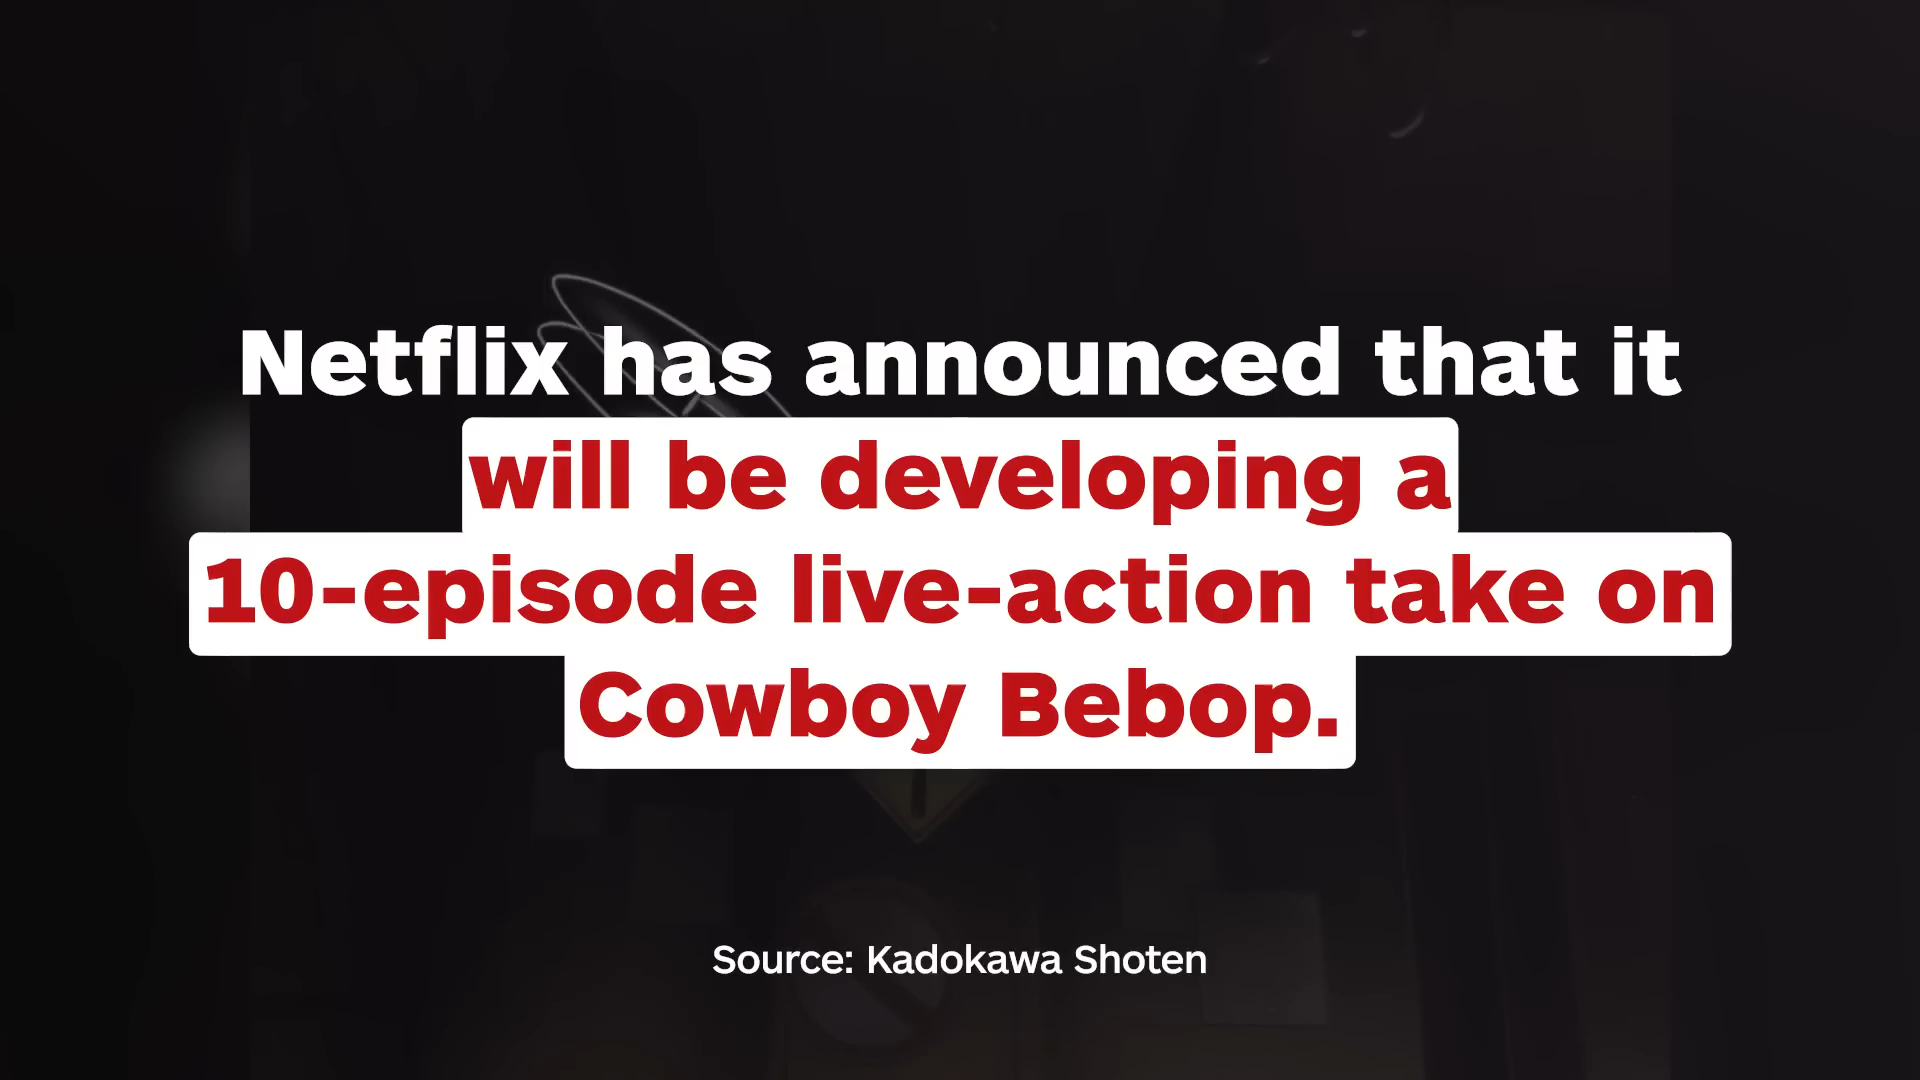 Netflix has announced that it
will be developing a
10-episode live-action take on
Cowboy Bebop.
Source: Kadokawa Shoten